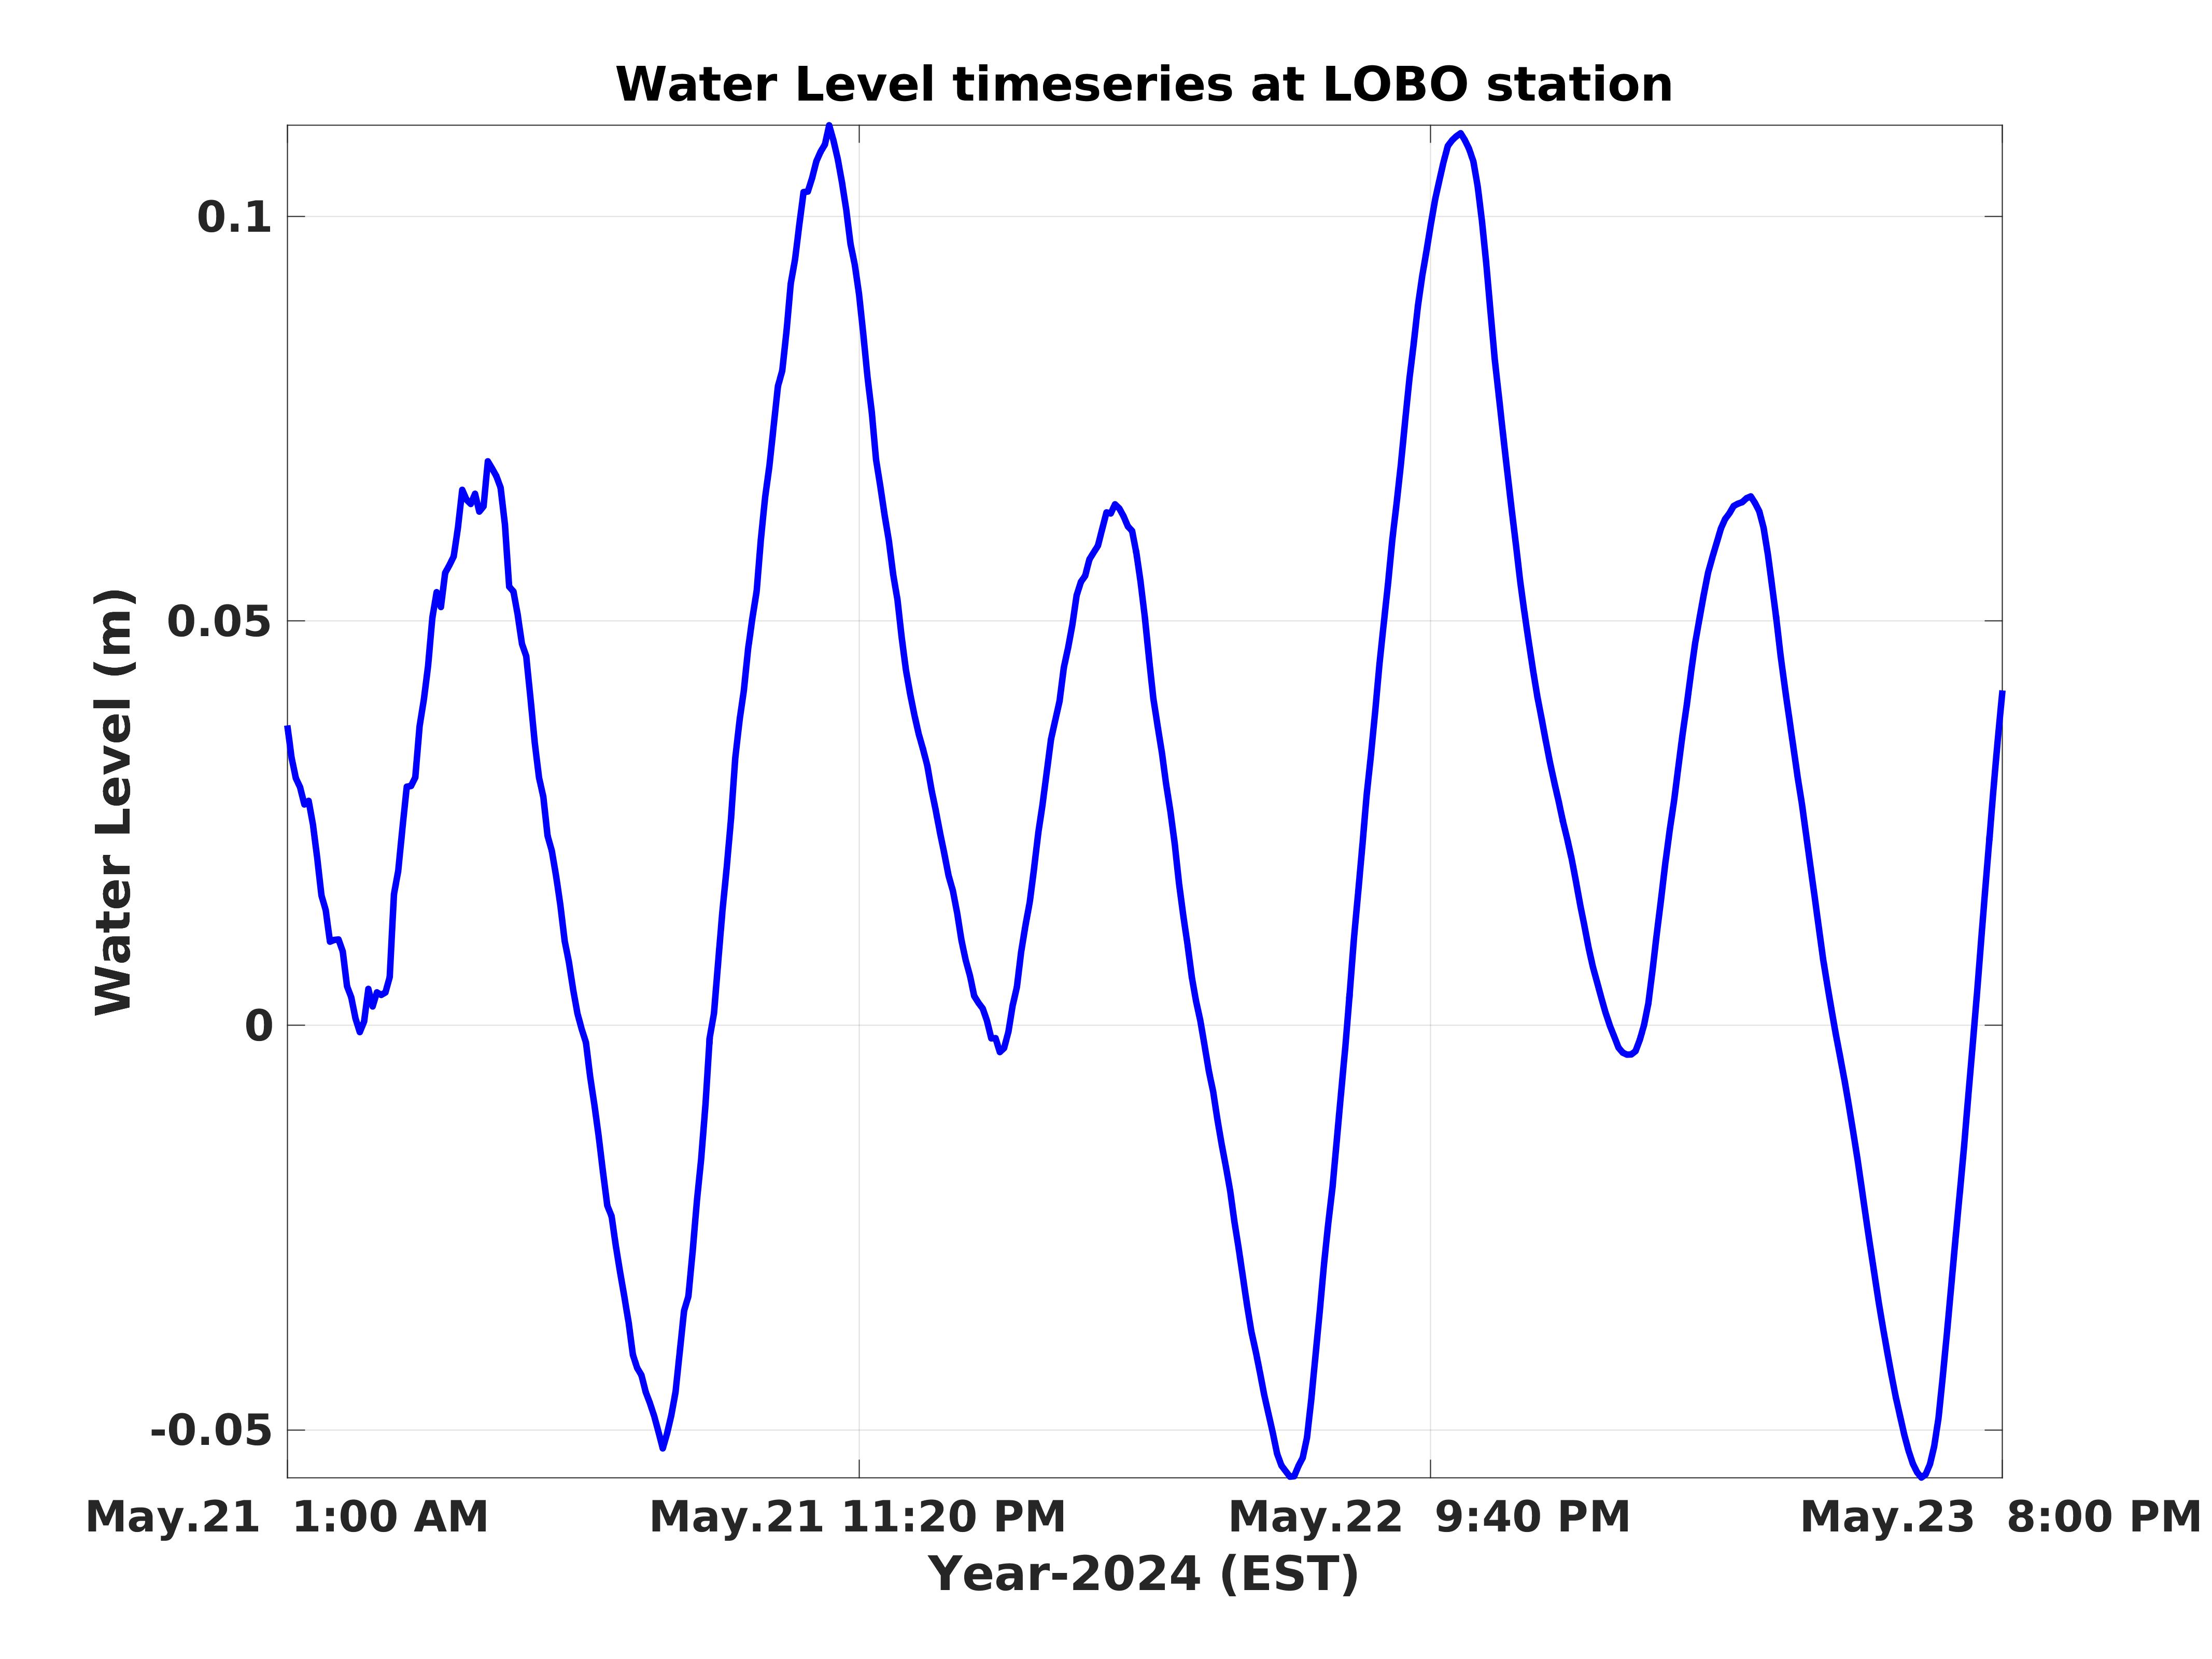 Water Level timeseries at LOBO station
Water Level (m)
0.1
0.05
0
-0.05
May.21  1:00 AM May.21 11:20 PM May.22  9:40 PM May.23  8:00 PM
Year-2024 (EST)